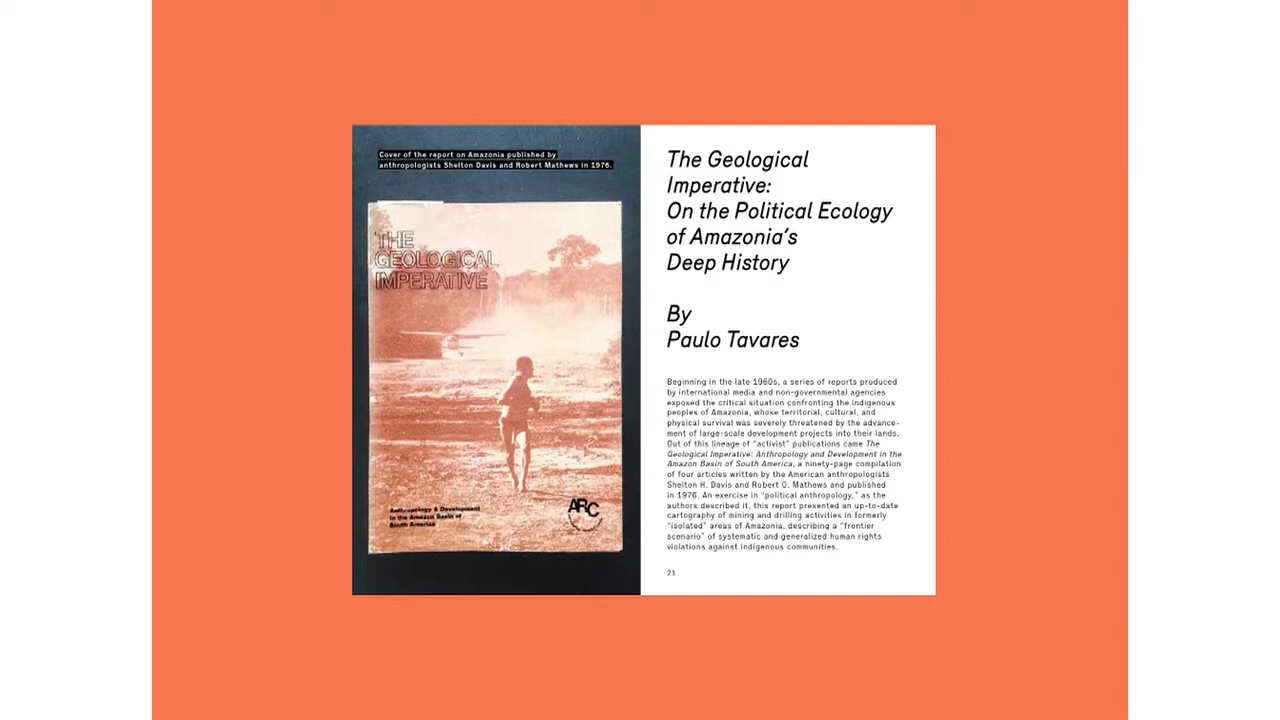 Cover of the report on Amazonia published by
anthropologists Shelton Davis and Robert Mathews in 1976.
THE
GEOLOGICAL
IMPERATIVE
Anthropology & Development
in the Amazon Basin of
South America
ARC
The Geological
Imperative:
On the Political Ecology
of Amazonia's
Deep History
By
Paulo Tavares
Beginning in the late 1960s, a series of reports produced
by international media and non-governmental agencies
exposed the critical situation confronting the indigenous
peoples of Amazonia, whose territorial, cultural, and
physical survival was severely threatened by the advance-
ment of large-scale development projects into their lands.
Out of this lineage of “activist” publications came The
Geological Imperative: Anthropology and Development in the
Amazon Basin of South America, a ninety-page compilation
of four articles written by the American anthropologists
Shelton H. Davis and Robert O. Mathews and published
in 1976. An exercise in “political anthropology,” as the
authors described it, this report presented an up-to-date
cartography of mining and drilling activities in formerly
“isolated” areas of Amazonia, describing a “frontier
scenario” of systematic and generalized human rights
violations against indigenous communities.
21